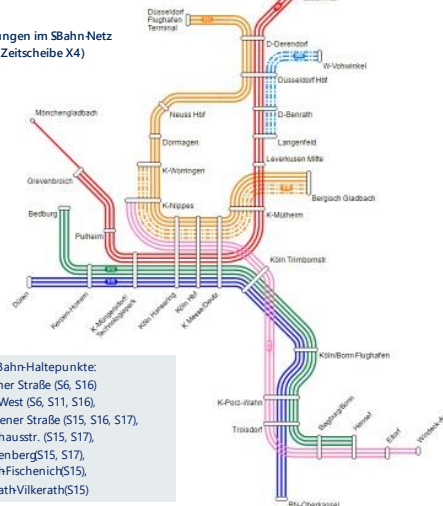 ungen im SBahn-Netz
Zeitscheibe X4)
Düsseldorf
Flughafen
Terminal
D-Derendorf
W-Vohwinkel
Düsseldorf Hbf
Neuss Hbf
D-Benrath
Mönchengladbach
Dormagen
Langenfeld
Leverkusen Mitte
K-Worringen
Grevenbroich
Bergisch Gladbach
K-Nippes
Bedburg
K-Mülheim
Pulheim
Köln Trimbornstr
Düren
Kerpen-Horrem
K-Müngersdorf/
Technologiepark
Köln Hansaring
Köln Hbf
K Messe/Deutz
Köln/Bonn Flughafen
Bahn-Haltepunkte:
ner Straße (S6, S16)
West (S6, S11, S16),
ener Straße (S15, S16, S17),
hausstr. (S15, S17),
enberg(S15, S17),
h-Fischenich(S15),
ath-Vilkerath(S15)
K-Porz-Wahn
Troisdorf
Siegburg/Bonn
Hennef
Eitorf
Windeck-A
BN-Oberkassel